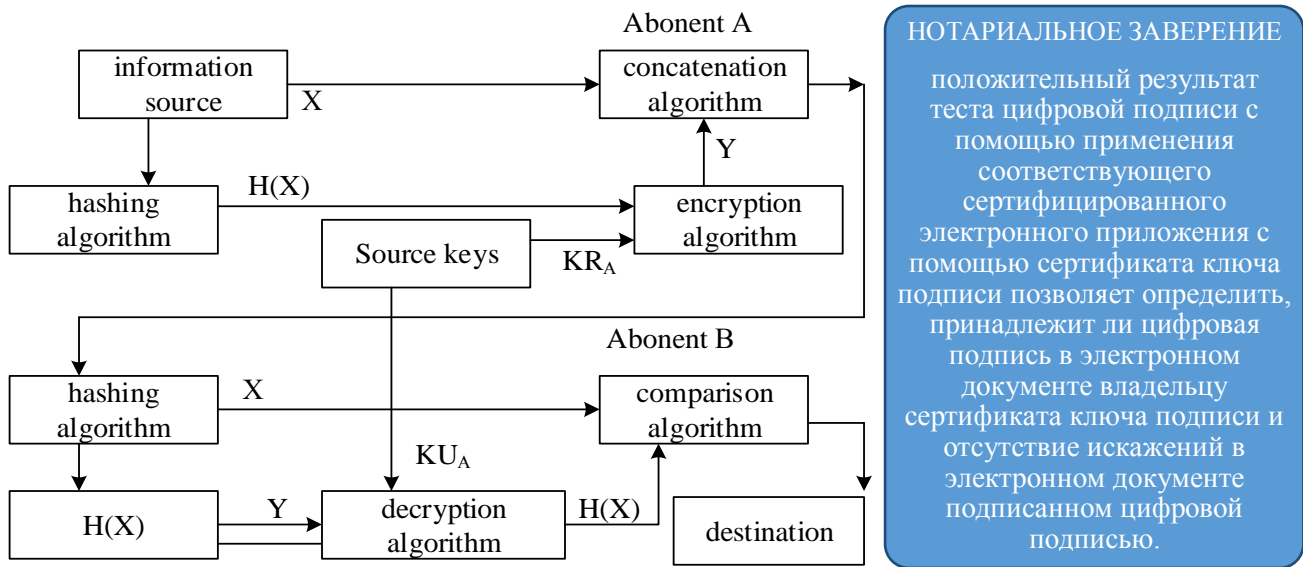 Abonent A
information
source
X
concatenation
algorithm
Y
hashing
algorithm
H(X)
encryption
algorithm
Source keys
KR_A
Abonent B
hashing
algorithm
X
comparison
algorithm
KU_A
H(X)
Y
decryption
algorithm
H(X)
destination
НОТАРИАЛЬНОЕ ЗАВЕРЕНИЕ
положительный результат
теста цифровой подписи с
помощью применения
соответствующего
сертифицированного
электронного приложения с
помощью сертификата ключа
подписи позволяет определить,
принадлежит ли цифровая
подпись в электронном
документе владельцу
сертификата ключа подписи и
отсутствие искажений в
электронном документе
подписанном цифровой
подписью.